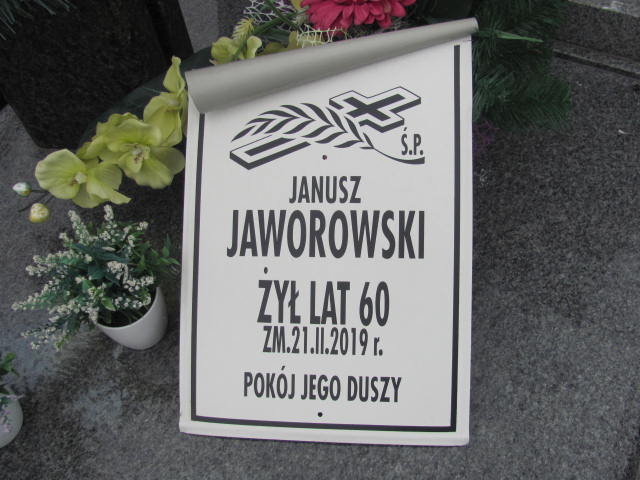 Ś.P.
JANUSZ
JAWOROWSKI
ŻYŁ LAT 60
ZM.21.II.2019 r.
POKÓJ JEGO DUSZY